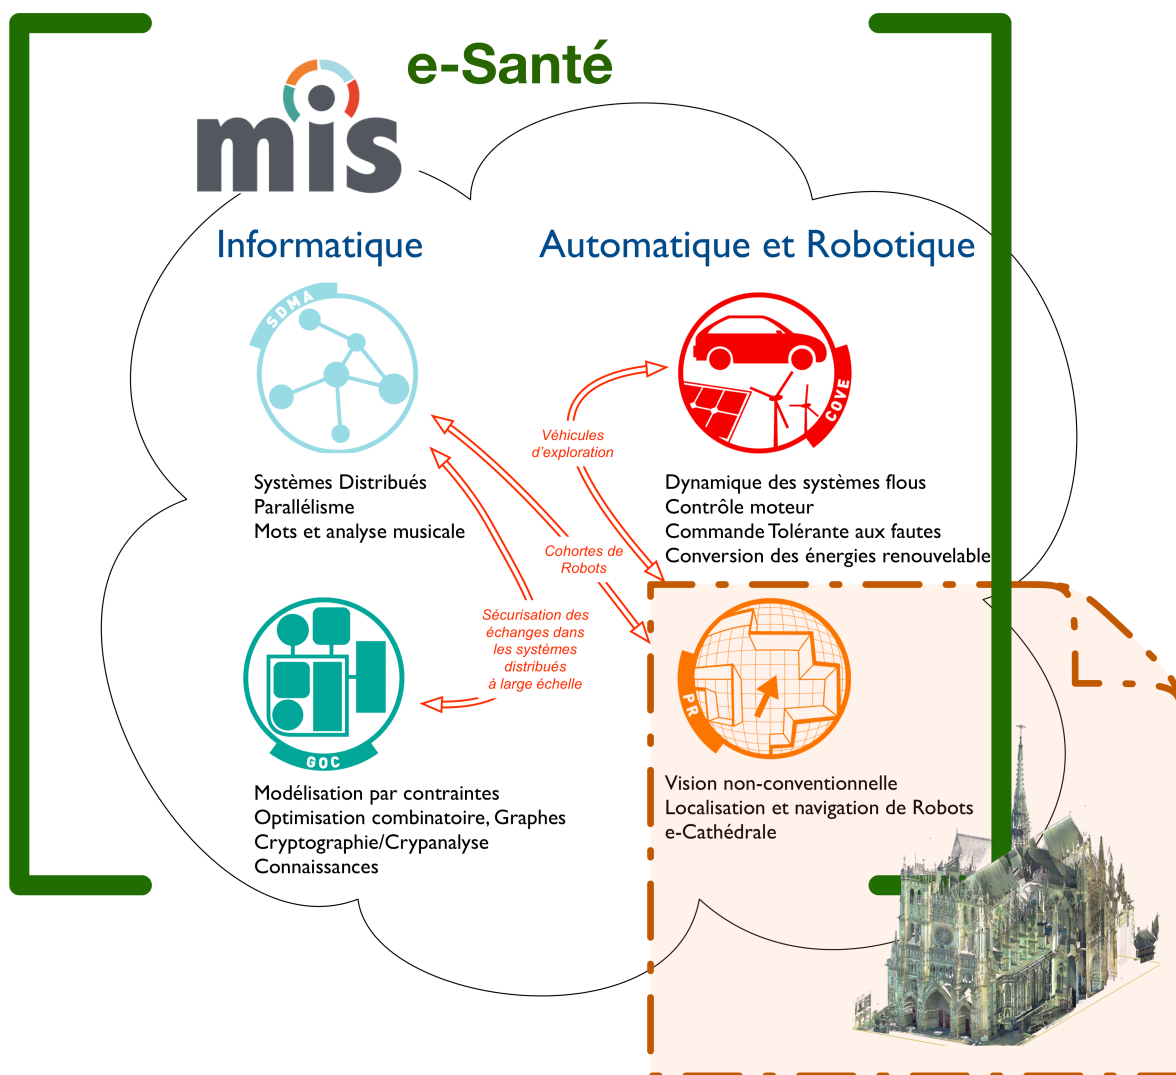 e-Santé
mis
Informatique
Automatique et Robotique
SDMA
COVE
Véhicules
d'exploration
Systèmes Distribués
Parallélisme
Mots et analyse musicale
Dynamique des systèmes flous
Contrôle moteur
Commande Tolérante aux fautes
Conversion des énergies renouvelable
Cohortes de
Robots
Sécurisation des
échanges dans
les systèmes
distribués
à large échelle
GOC
PR
Modélisation par contraintes
Optimisation combinatoire, Graphes
Cryptographie/Crypanalyse
Connaissances
Vision non-conventionnelle
Localisation et navigation de Robots
e-Cathédrale